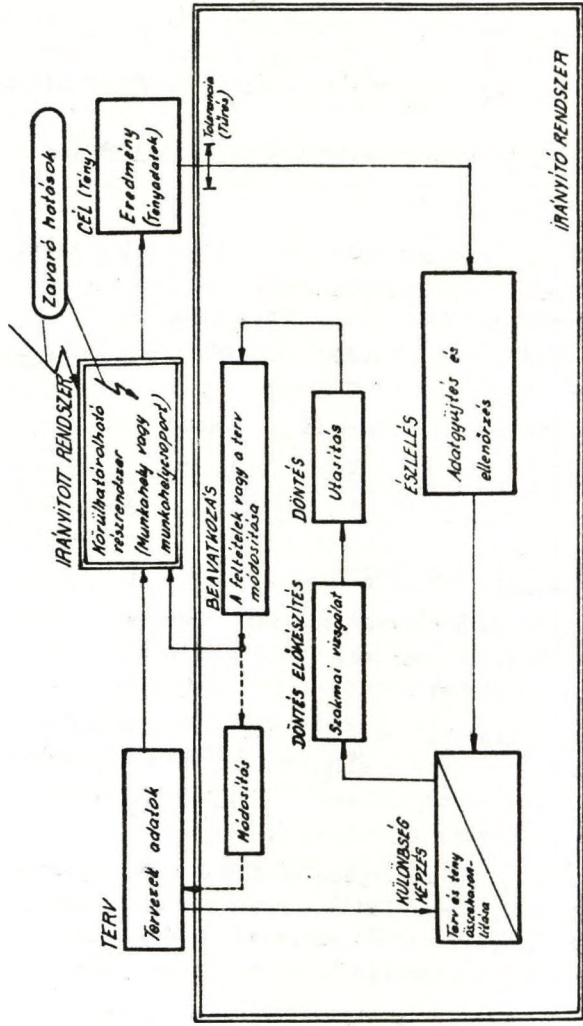 TERV
Tervezett adatok
IRÁNYÍTOTT RENDSZER
Körülhatárolható
részrendszer
(Munkahely vagy
munkahelycsoport)
Zavaró hatások
CÉL (Tény)
Eredmény
(Tényadatok)
Tolerancia
(Tűrés)
BEAVATKOZÁS
A feltételek vagy a terv
módosítása
Módosítás
DÖNTÉS ELŐKÉSZÍTÉS
Szakmai vizsgálat
DÖNTÉS
Utasítás
KÜLÖNBSÉG
KÉPZÉS
Terv és tény
összehason-
lítása
ÉSZLELÉS
Adatgyűjtés és
ellenőrzés
IRÁNYÍTÓ RENDSZER